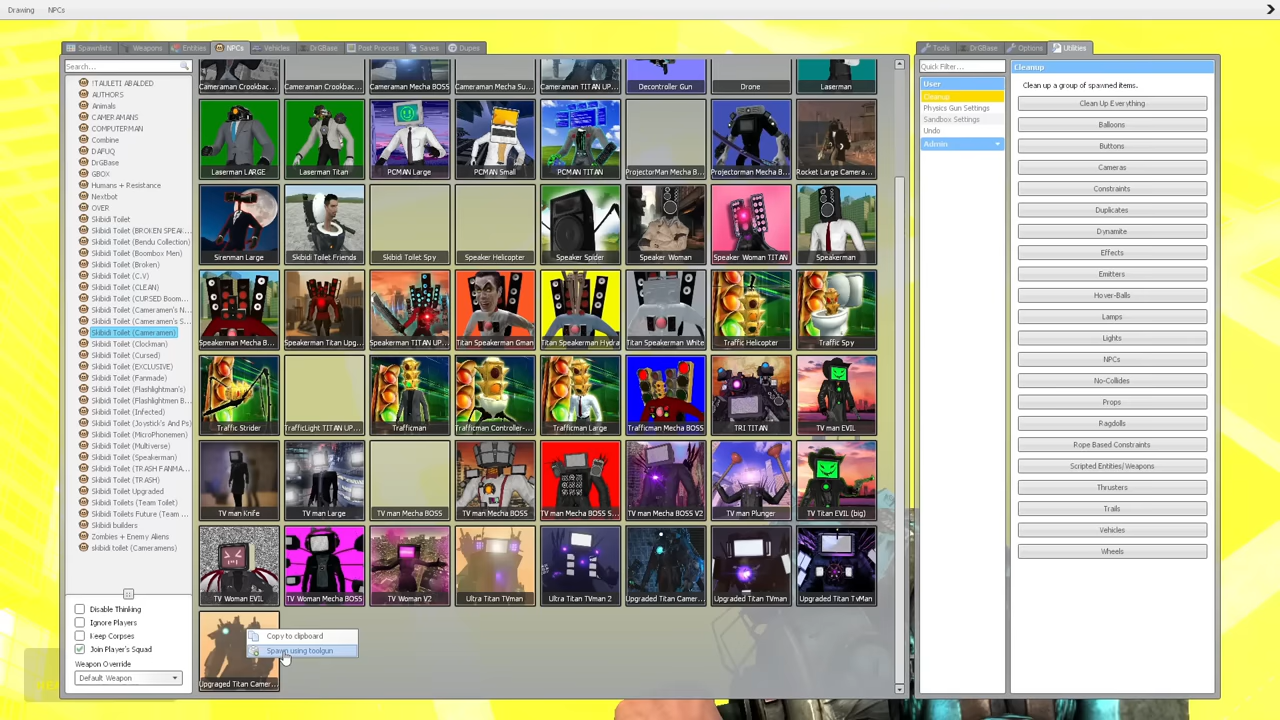 Drawing NPCs
Spawnlists Weapons Entities NPCs Vehicles DrGBase Post Process Saves Dupes
Tools DrGBase Options Utilities
Search...
!TAULETI ABALDED
AUTHORS
Animals
CAMERAMANS
COMPUTERMAN
Combine
DAFUQ
DrGBase
GBOX
Humans + Resistance
Nextbot
OVER
Skibidi Toilet
Skibidi Toilet (BROKEN SPEAK...
Skibidi Toilet (Bendu Collection)
Skibidi Toilet (Boombox Men)
Skibidi Toilet (Broken)
Skibidi Toilet (C.V)
Skibidi Toilet (CLEAN)
Skibidi Toilet (CURSED Boom...
Skibidi Toilet (Cameramen's N...
Skibidi Toilet (Cameramen's S...
Skibidi Toilet (Cameramen)
Skibidi Toilet (Clockman)
Skibidi Toilet (Cursed)
Skibidi Toilet (EXCLUSIVE)
Skibidi Toilet (Fanmade)
Skibidi Toilet (Flashlightman's)
Skibidi Toilet (Flashlightmen B...
Skibidi Toilet (Infected)
Skibidi Toilet (Joystick's And Ps)
Skibidi Toilet (MicroPhonemen)
Skibidi Toilet (Multiverse)
Skibidi Toilet (Speakerman)
Skibidi Toilet (TRASH FANMA...
Skibidi Toilet (TRASH)
Skibidi Toilet Upgraded
Skibidi Toilets (Team Toilet)
Skibidi Toilets Future (Team ...
Skibidi builders
Zombies + Enemy Aliens
skibidi toilet (Cameramens)
Disable Thinking
Ignore Players
Keep Corpses
Join Player's Squad
Weapon Override
Default Weapon
Cameraman Crookbac... Cameraman Crookbac... Cameraman Mecha BOSS Cameraman Mecha Su... Cameraman TITAN UP... Decontroller Gun Drone Laserman
Laserman LARGE Laserman Titan PCMAN Large PCMAN Small PCMAN TITAN ProjectorMan Mecha B... Projectorman Mecha B... Rocket Large Camera...
Sirenman Large Skibidi Toilet Friends Skibidi Toilet Spy Speaker Helicopter Speaker Spider Speaker Woman Speaker Woman TITAN Speakerman
Speakerman Mecha B... Speakerman Titan Upg... Speakerman TITAN UP... Titan Speakerman Gman Titan Speakerman Hydra Titan Speakerman White Traffic Helicopter Traffic Spy
Traffic Strider TrafficLight TITAN UP... Trafficman Trafficman Controller-... Trafficman Large Trafficman Mecha BOSS TRI TITAN TV man EVIL
TV man Knife TV man Large TV man Mecha BOSS TV man Mecha BOSS TV man Mecha BOSS S... TV man Mecha BOSS V2 TV man Plunger TV Titan EVIL (big)
TV Woman EVIL TV Woman Mecha BOSS TV Woman V2 Ultra Titan TVman Ultra Titan TVman 2 Upgraded Titan Camer... Upgraded Titan TVman Upgraded Titan TvMan
Upgraged Titan Camer...
Copy to clipboard
Spawn using toolgun
Quick Filter...
User
Cleanup
Physics Gun Settings
Sandbox Settings
Undo
Admin
Cleanup
Clean up a group of spawned items.
Clean Up Everything
Balloons
Buttons
Cameras
Constraints
Duplicates
Dynamite
Effects
Emitters
Hover-Balls
Lamps
Lights
NPCs
No-Collides
Props
Ragdolls
Rope Based Constraints
Scripted Entities/Weapons
Thrusters
Trails
Vehicles
Wheels